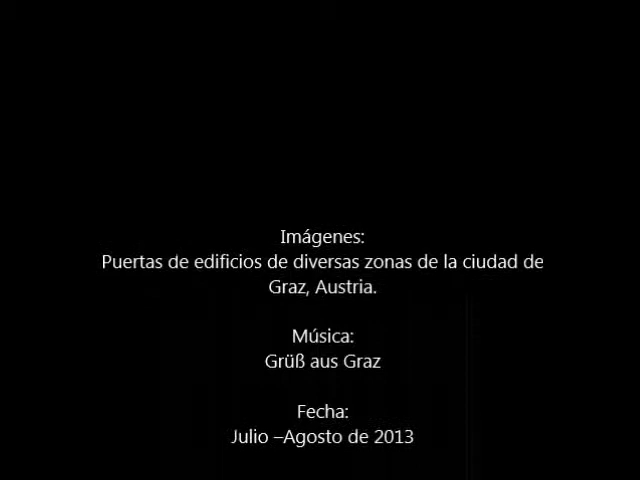 Imágenes:
Puertas de edificios de diversas zonas de la ciudad de
Graz, Austria.
Música:
Grüß aus Graz
Fecha:
Julio –Agosto de 2013